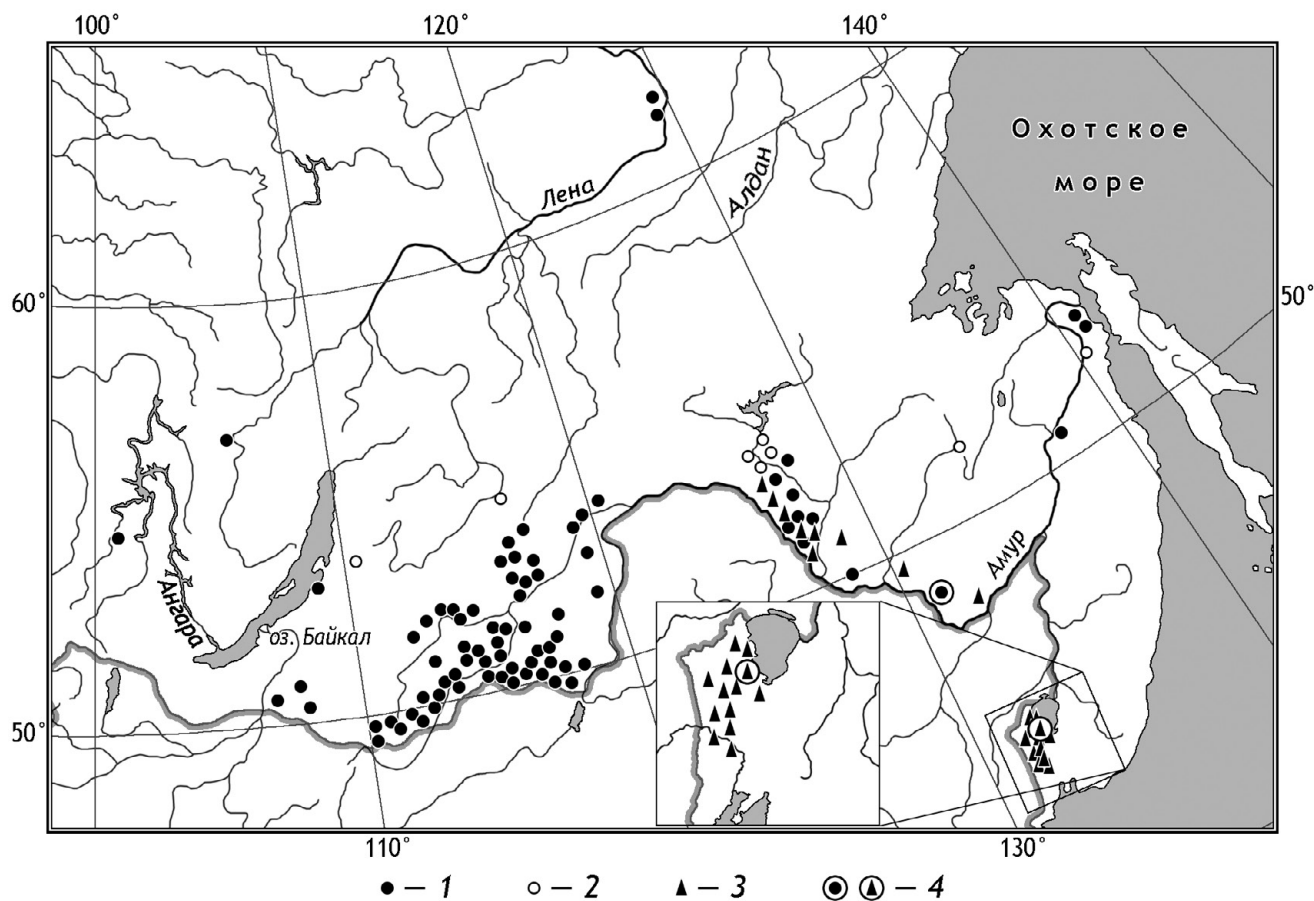 100° 120° 140°
Охотское
море
Лена
Алдан
60°
50°
Ангара
оз. Байкал
Амур
50°
110° 130°
– 1 – 2 – 3 – 4